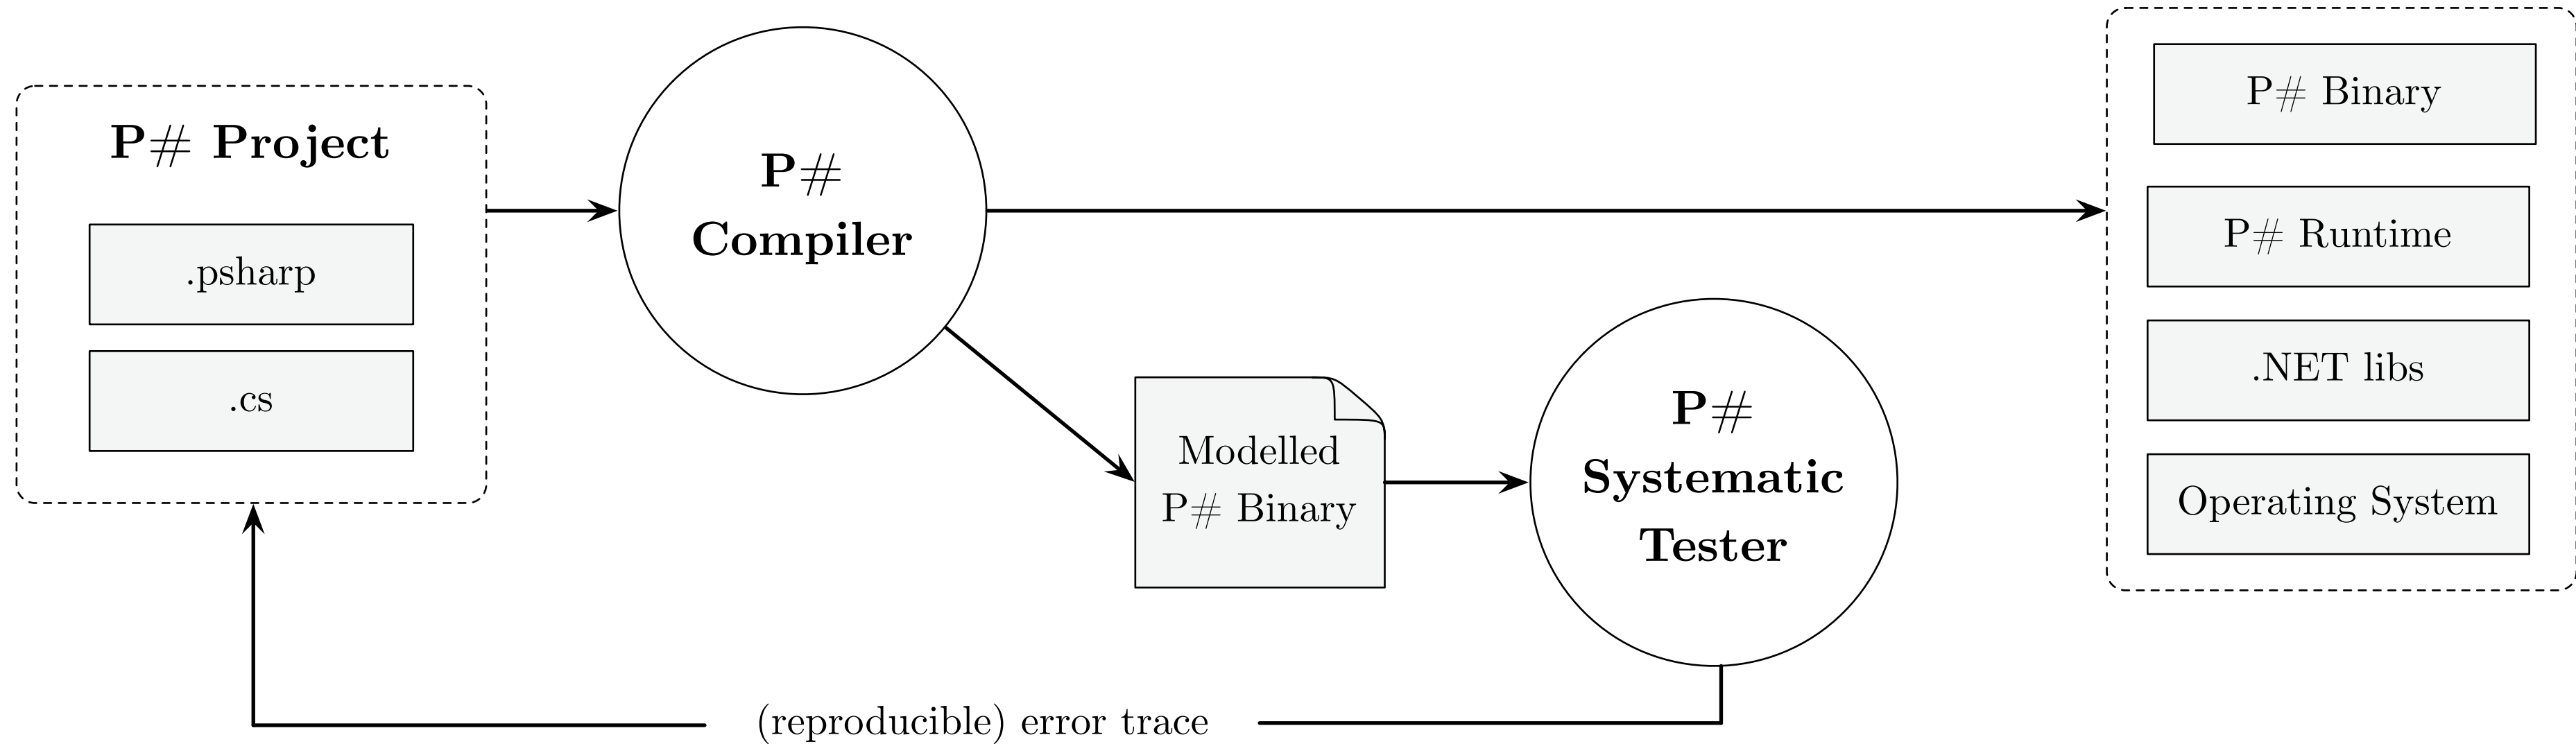 P# Project
.psharp
.cs
P#
Compiler
Modelled
P# Binary
P#
Systematic
Tester
(reproducible) error trace
P# Binary
P# Runtime
.NET libs
Operating System